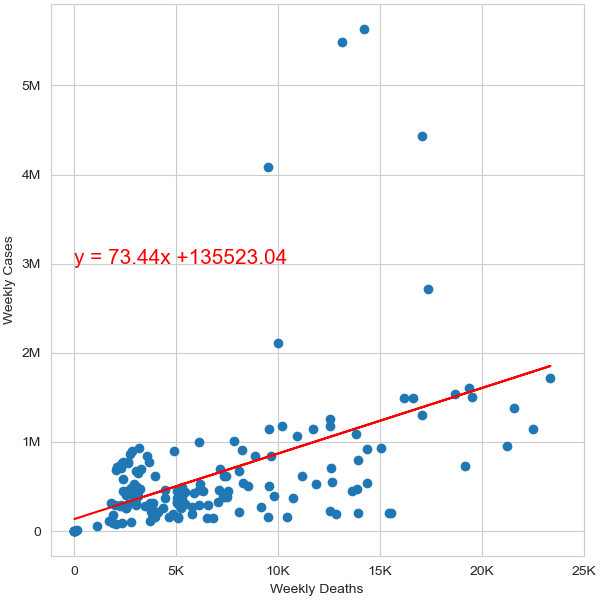 5M
4M
y = 73.44x +135523.04
3M
Weekly Cases
2M
1M
0
0 5K 10K 15K 20K 25K
Weekly Deaths